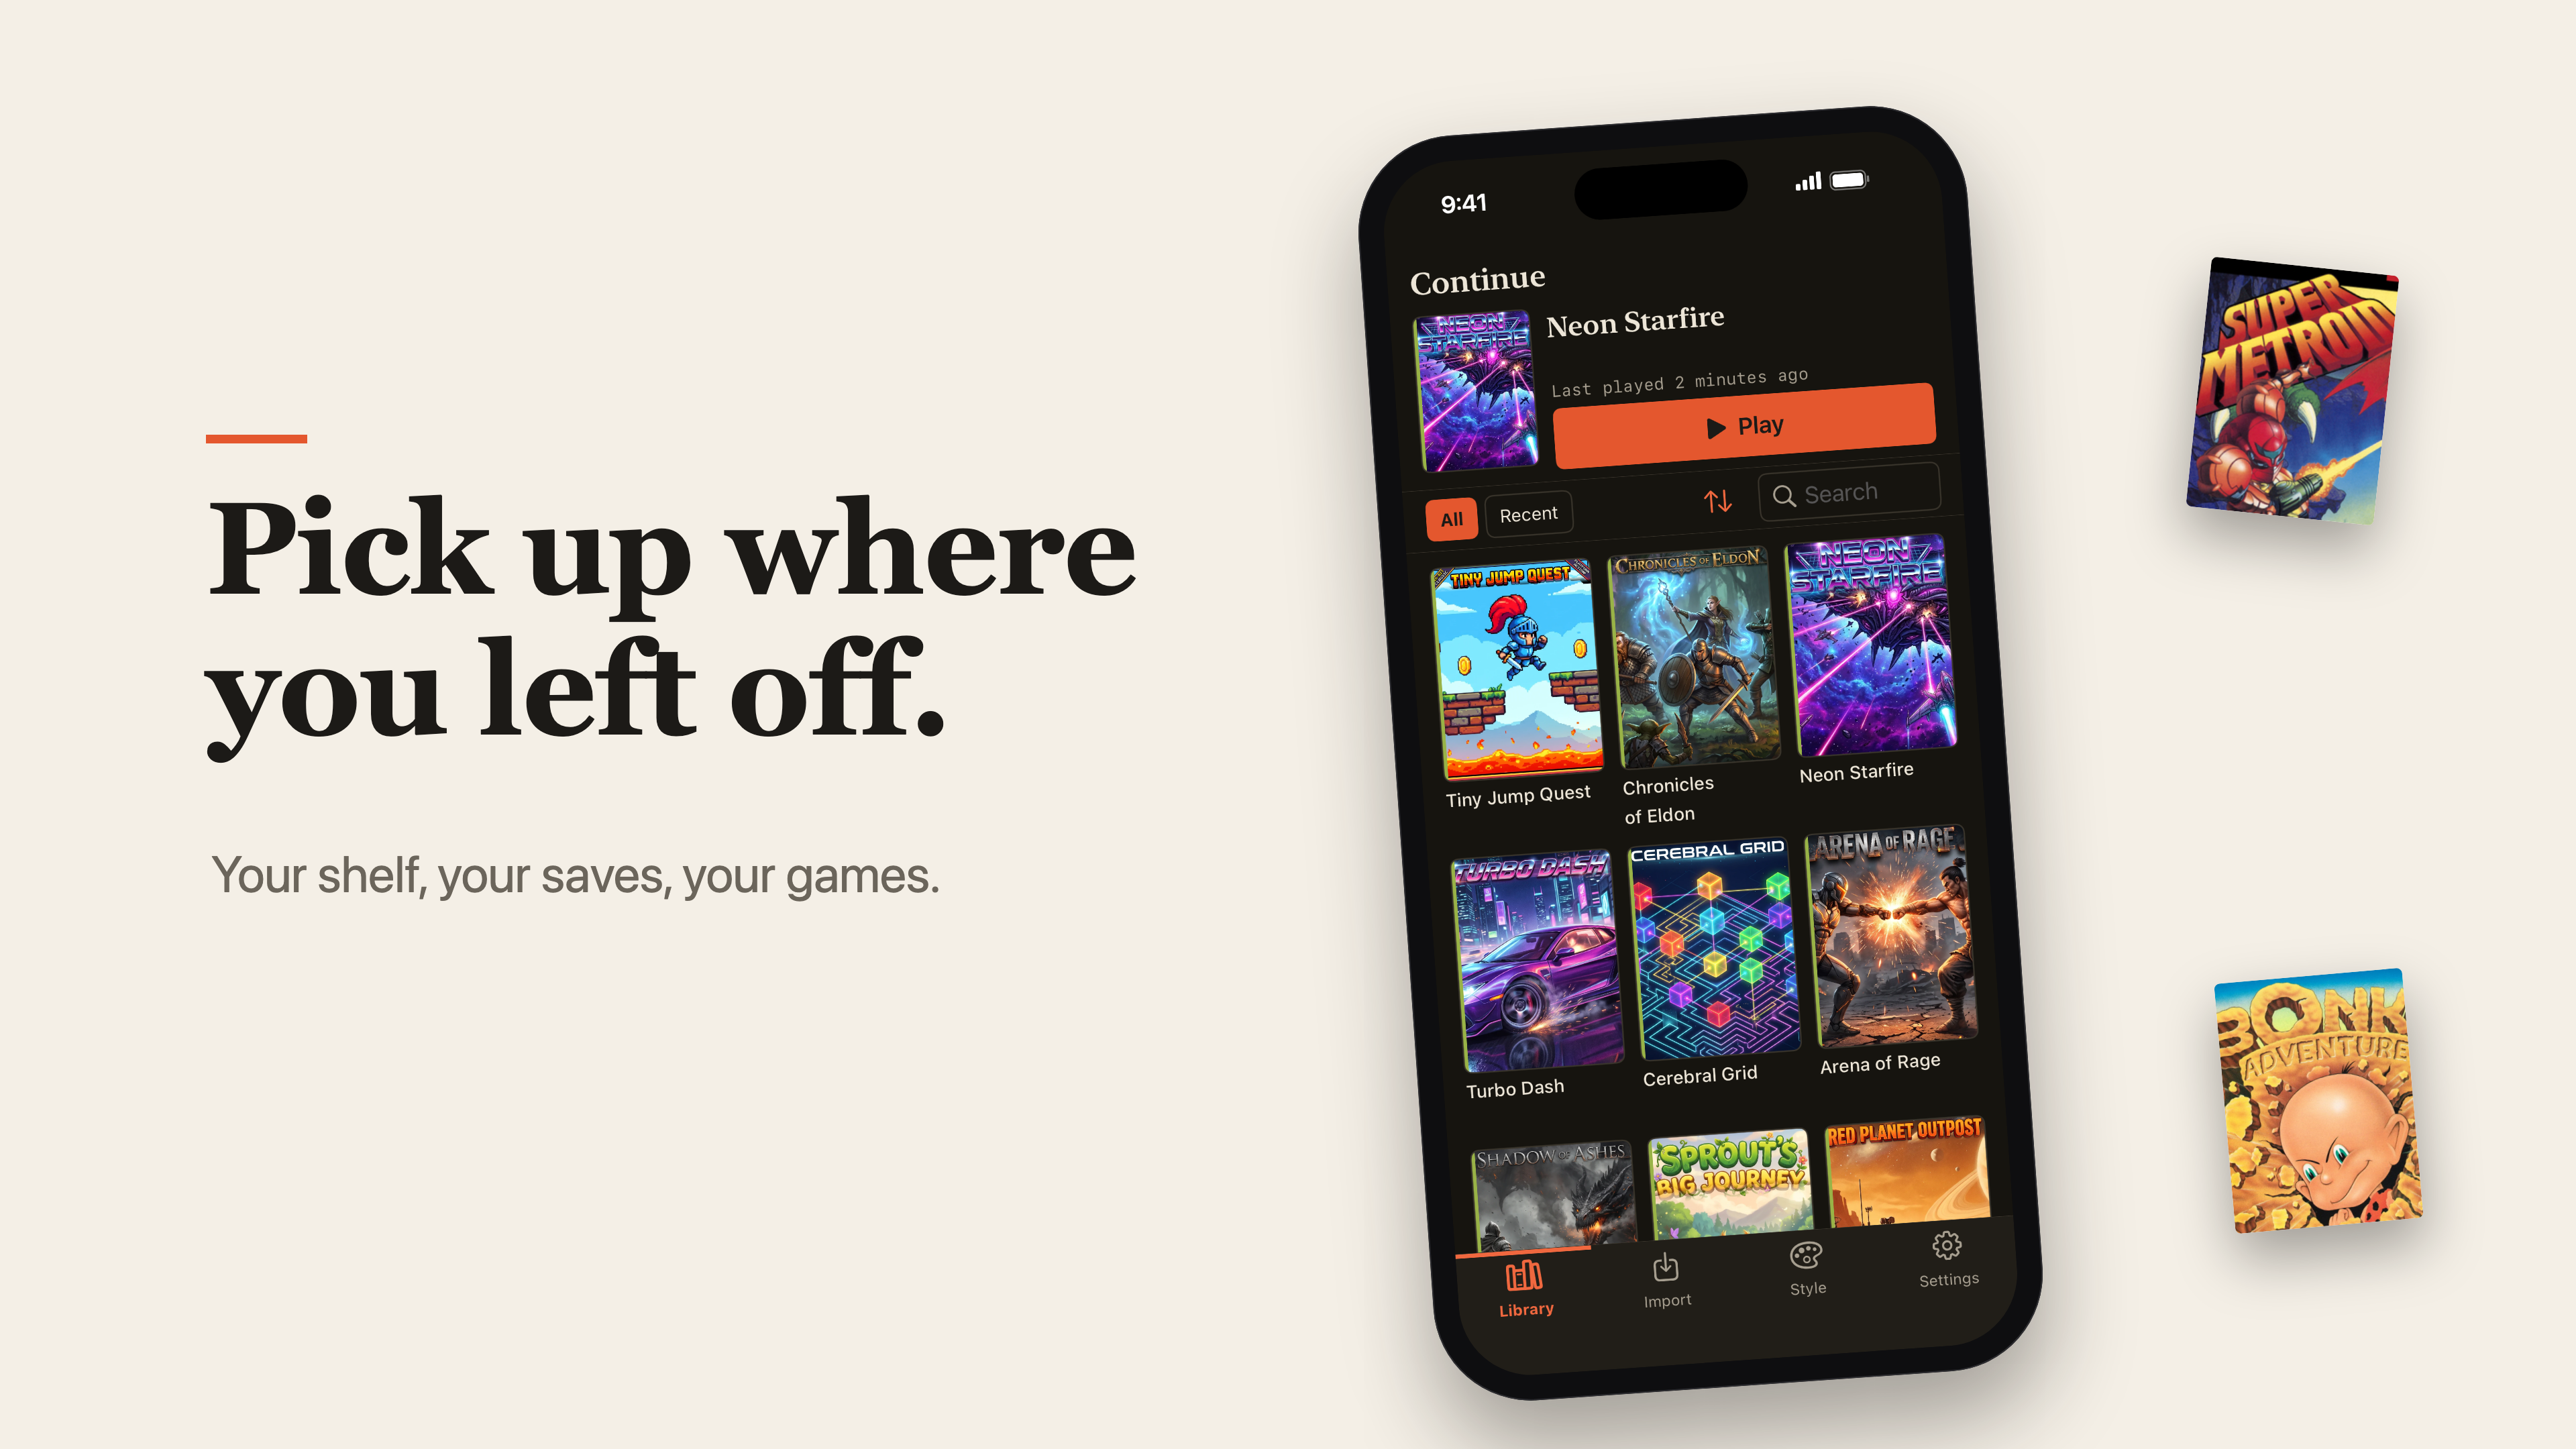 Pick up where
you left off.
Your shelf, your saves, your games.
9:41
Continue
NEON
STARFIRE
Neon Starfire
Last played 2 minutes ago
Play
All
Recent
Search
TINY JUMP QUEST
CHRONICLES OF ELDON
NEON
STARFIRE
Tiny Jump Quest
Chronicles
of Eldon
Neon Starfire
TURBO DASH
CEREBRAL GRID
ARENA OF RAGE
Turbo Dash
Cerebral Grid
Arena of Rage
SHADOW OF ASHES
SPROUT'S
BIG JOURNEY
RED PLANET OUTPOST
Library
Import
Style
Settings
SUPER
METROID
BONK
ADVENTURE